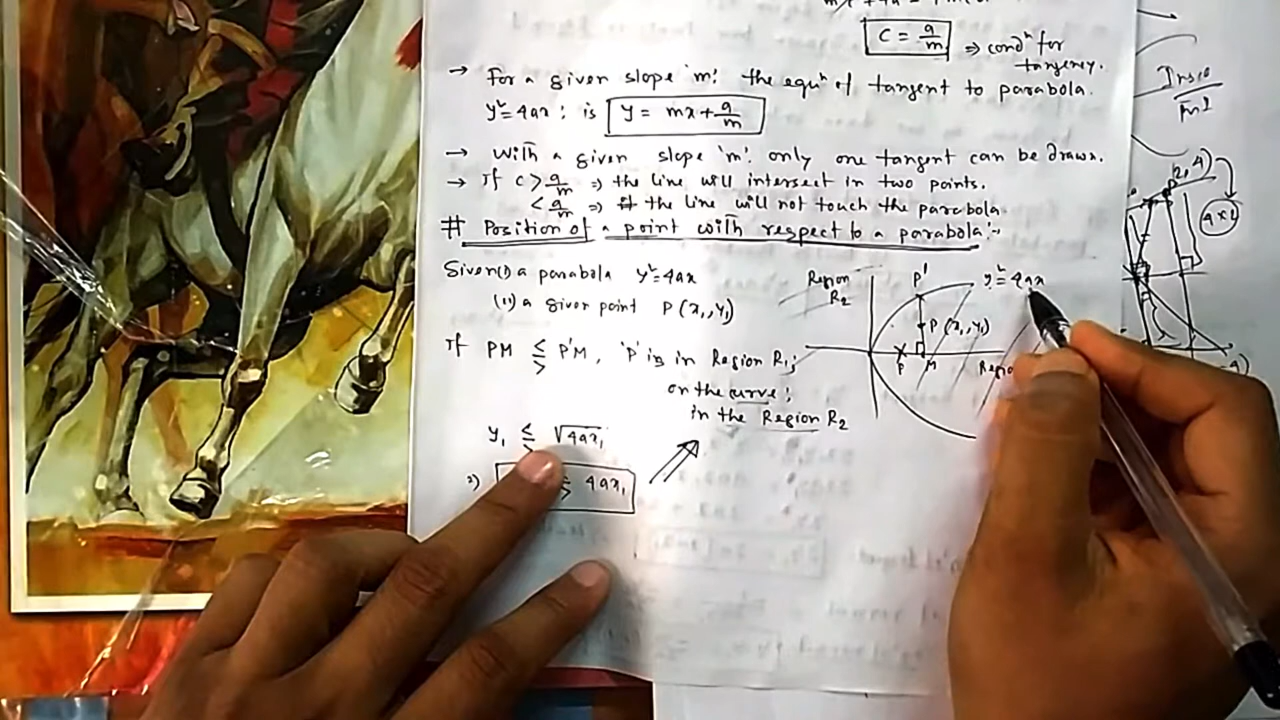 C = a/m ⇒ condⁿ for tangency.
→ For a given slope 'm'. the equⁿ of tangent to parabola.
y² = 4ax ; is y = mx + a/m
→ With a given slope 'm'. only one tangent can be drawn.
→ If C > a/m ⇒ the line will intersect in two points.
< a/m ⇒ the line will not touch the parabola
# Position of a point with respect to a parabola :-
Given (i) a parabola y² = 4ax
(ii) a given point P (x₁, y₁)
If PM ≤ > P'M, 'P' is in Region R₁;
on the curve ;
in the Region R₂
y₁ ≤ > √4ax₁
4ax₁
Region R₂
P'
y² = 4ax
P (x₁, y₁)
F M
(2, 4)